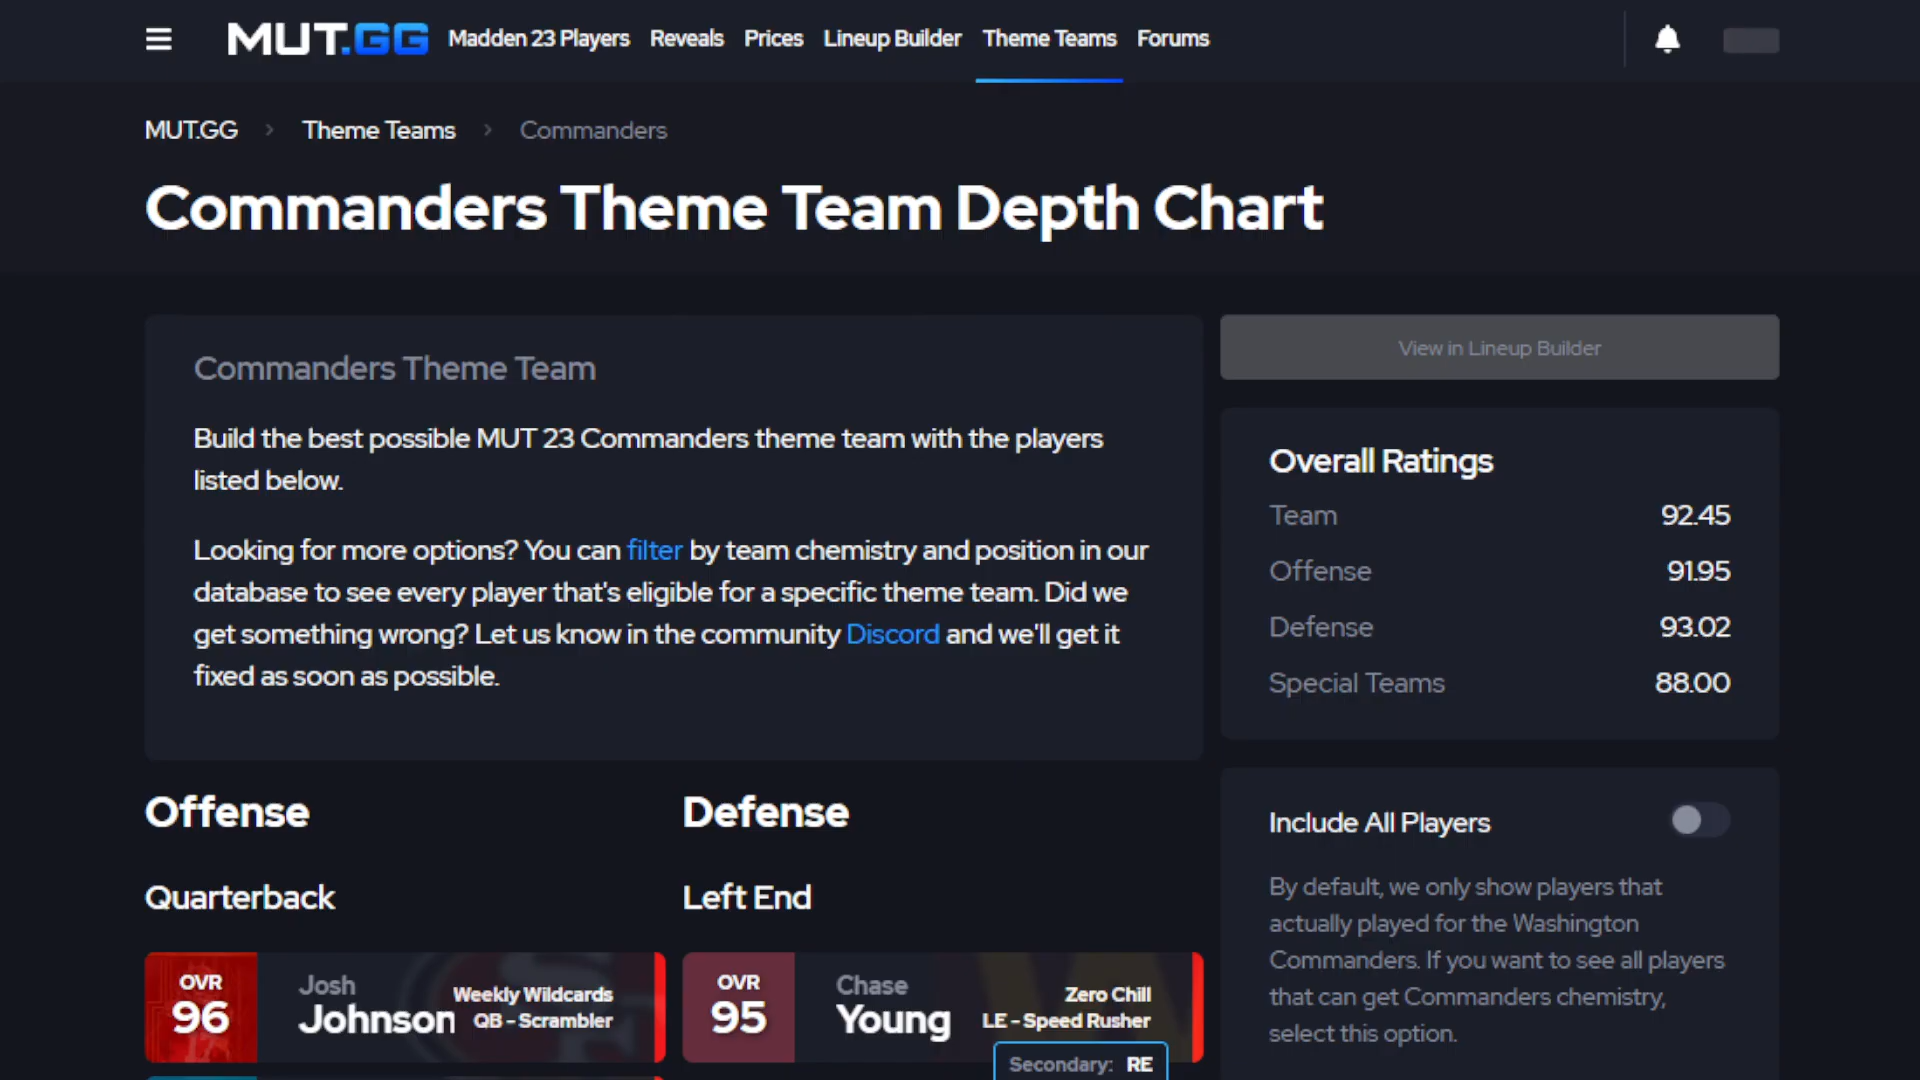 MUT.GG Madden 23 Players Reveals Prices Lineup Builder Theme Teams Forums
MUT.GG > Theme Teams > Commanders
Commanders Theme Team Depth Chart
Commanders Theme Team
Build the best possible MUT 23 Commanders theme team with the players
listed below.
Looking for more options? You can filter by team chemistry and position in our
database to see every player that's eligible for a specific theme team. Did we
get something wrong? Let us know in the community Discord and we'll get it
fixed as soon as possible.
View in Lineup Builder
Overall Ratings
Team 92.45
Offense 91.95
Defense 93.02
Special Teams 88.00
Include All Players
By default, we only show players that
actually played for the Washington
Commanders. If you want to see all players
that can get Commanders chemistry,
select this option.
Offense
Quarterback
OVR
96
Josh
Johnson
Weekly Wildcards
QB - Scrambler
Defense
Left End
OVR
95
Chase
Young
Zero Chill
LE - Speed Rusher
Secondary: RE